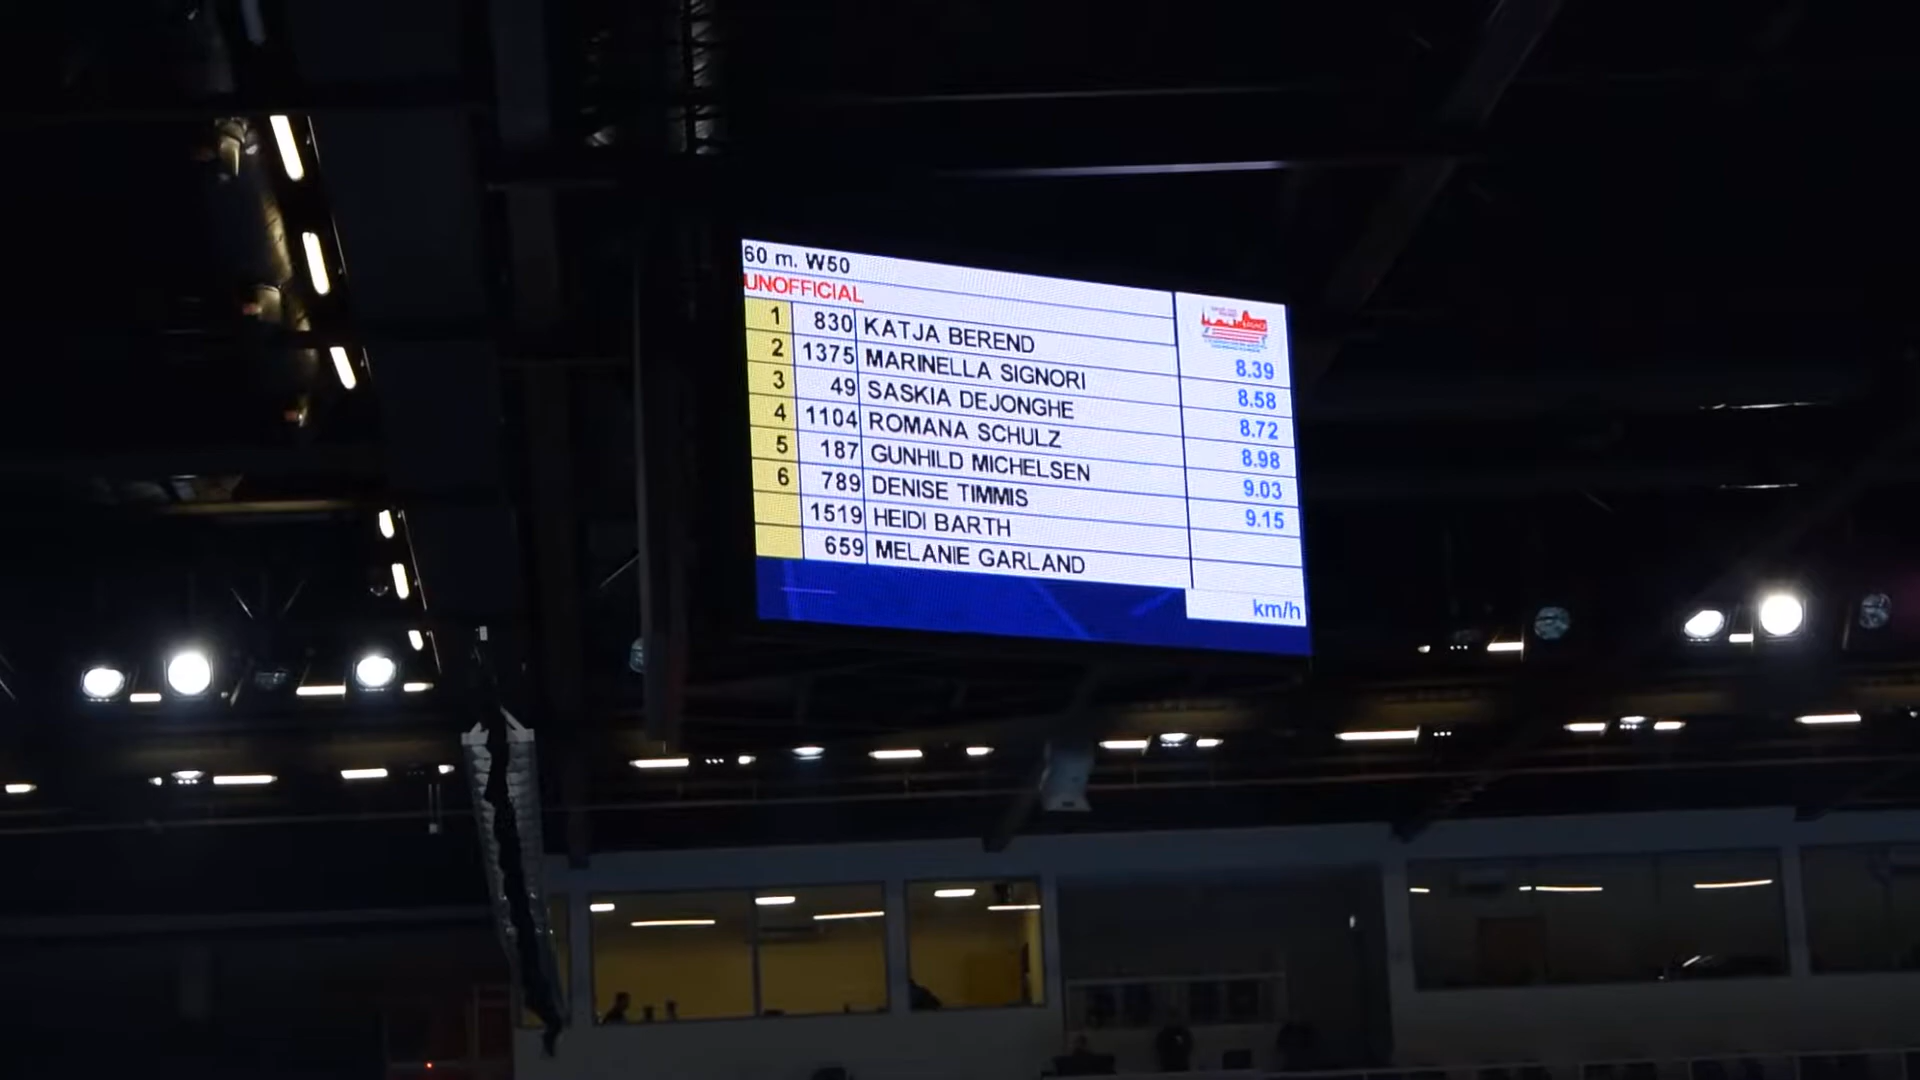 60 m. W50
UNOFFICIAL
1 830 KATJA BEREND 8.39
2 1375 MARINELLA SIGNORI 8.58
3 49 SASKIA DEJONGHE 8.72
4 1104 ROMANA SCHULZ 8.98
5 187 GUNHILD MICHELSEN 9.03
6 789 DENISE TIMMIS 9.15
1519 HEIDI BARTH
659 MELANIE GARLAND
km/h